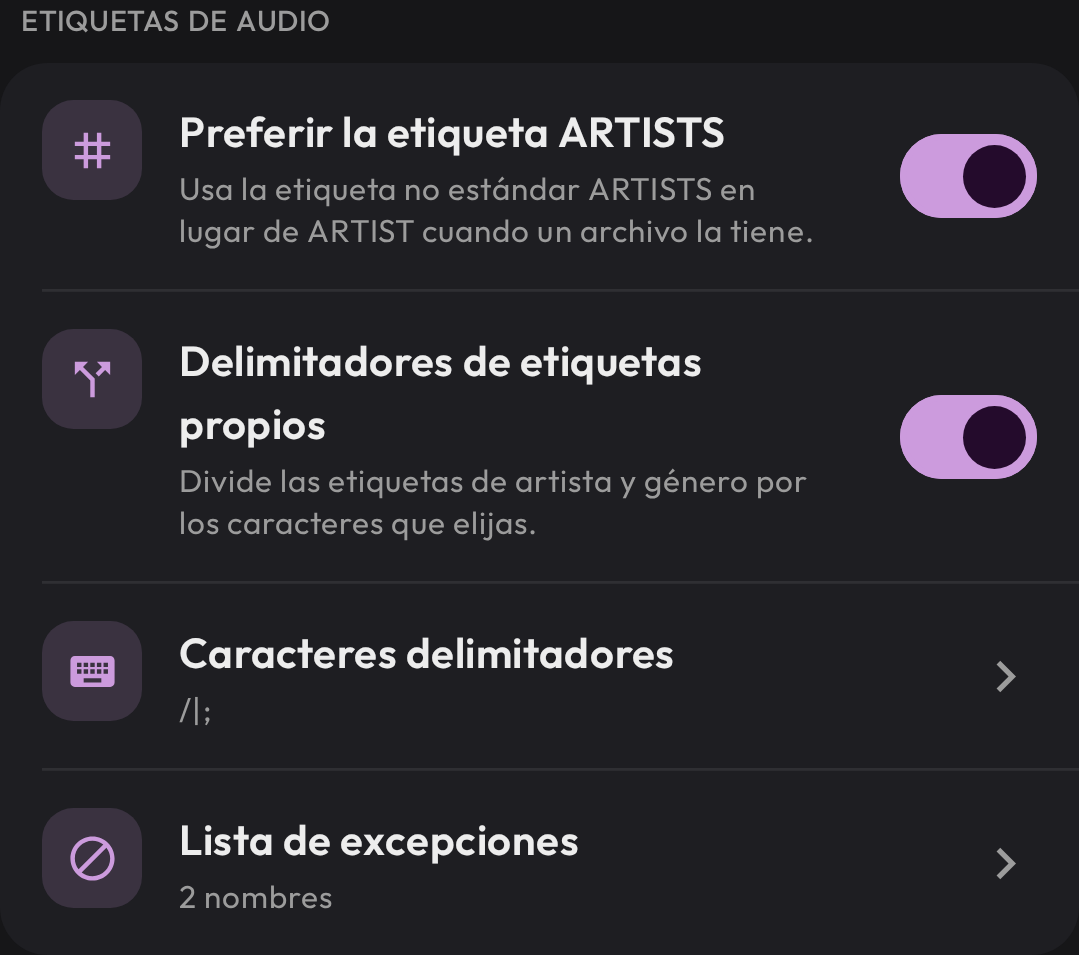 ETIQUETAS DE AUDIO
Preferir la etiqueta ARTISTS
Usa la etiqueta no estándar ARTISTS en
lugar de ARTIST cuando un archivo la tiene.
Delimitadores de etiquetas
propios
Divide las etiquetas de artista y género por
los caracteres que elijas.
Caracteres delimitadores
/|;
Lista de excepciones
2 nombres